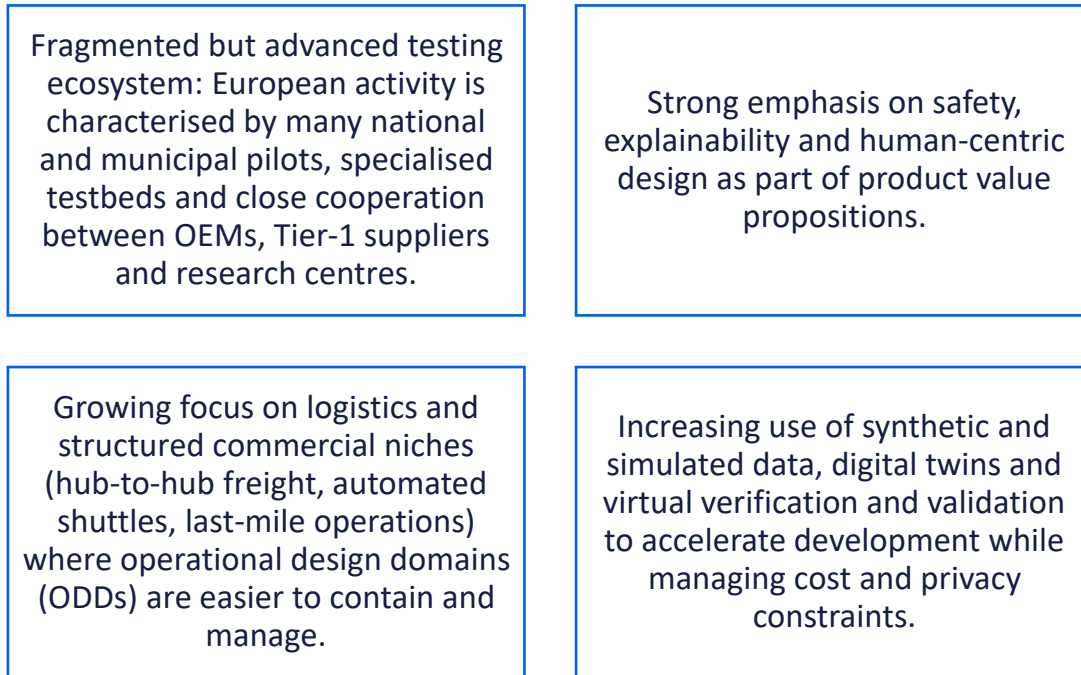 Fragmented but advanced testing
ecosystem: European activity is
characterised by many national
and municipal pilots, specialised
testbeds and close cooperation
between OEMs, Tier-1 suppliers
and research centres.
Strong emphasis on safety,
explainability and human-centric
design as part of product value
propositions.
Growing focus on logistics and
structured commercial niches
(hub-to-hub freight, automated
shuttles, last-mile operations)
where operational design domains
(ODDs) are easier to contain and
manage.
Increasing use of synthetic and
simulated data, digital twins and
virtual verification and validation
to accelerate development while
managing cost and privacy
constraints.